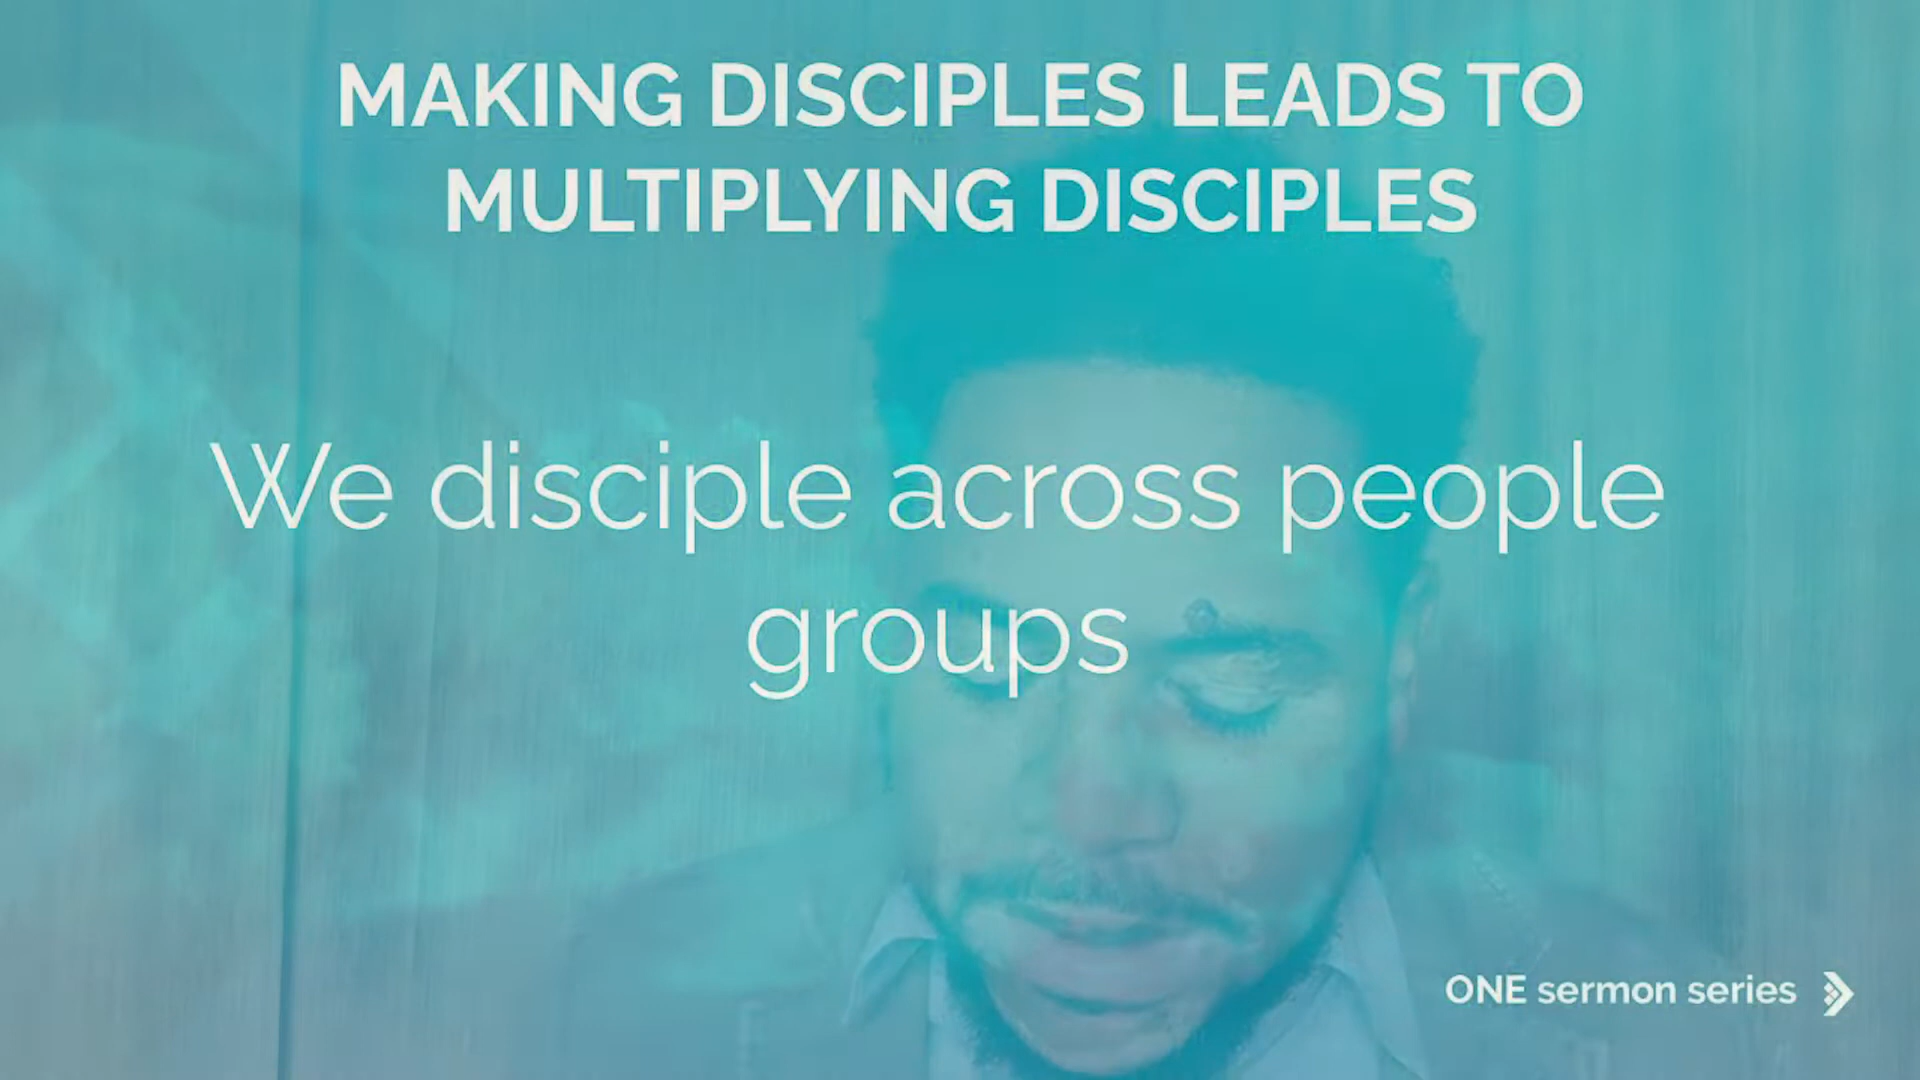 MAKING DISCIPLES LEADS TO
MULTIPLYING DISCIPLES
We disciple across people
groups
ONE sermon series